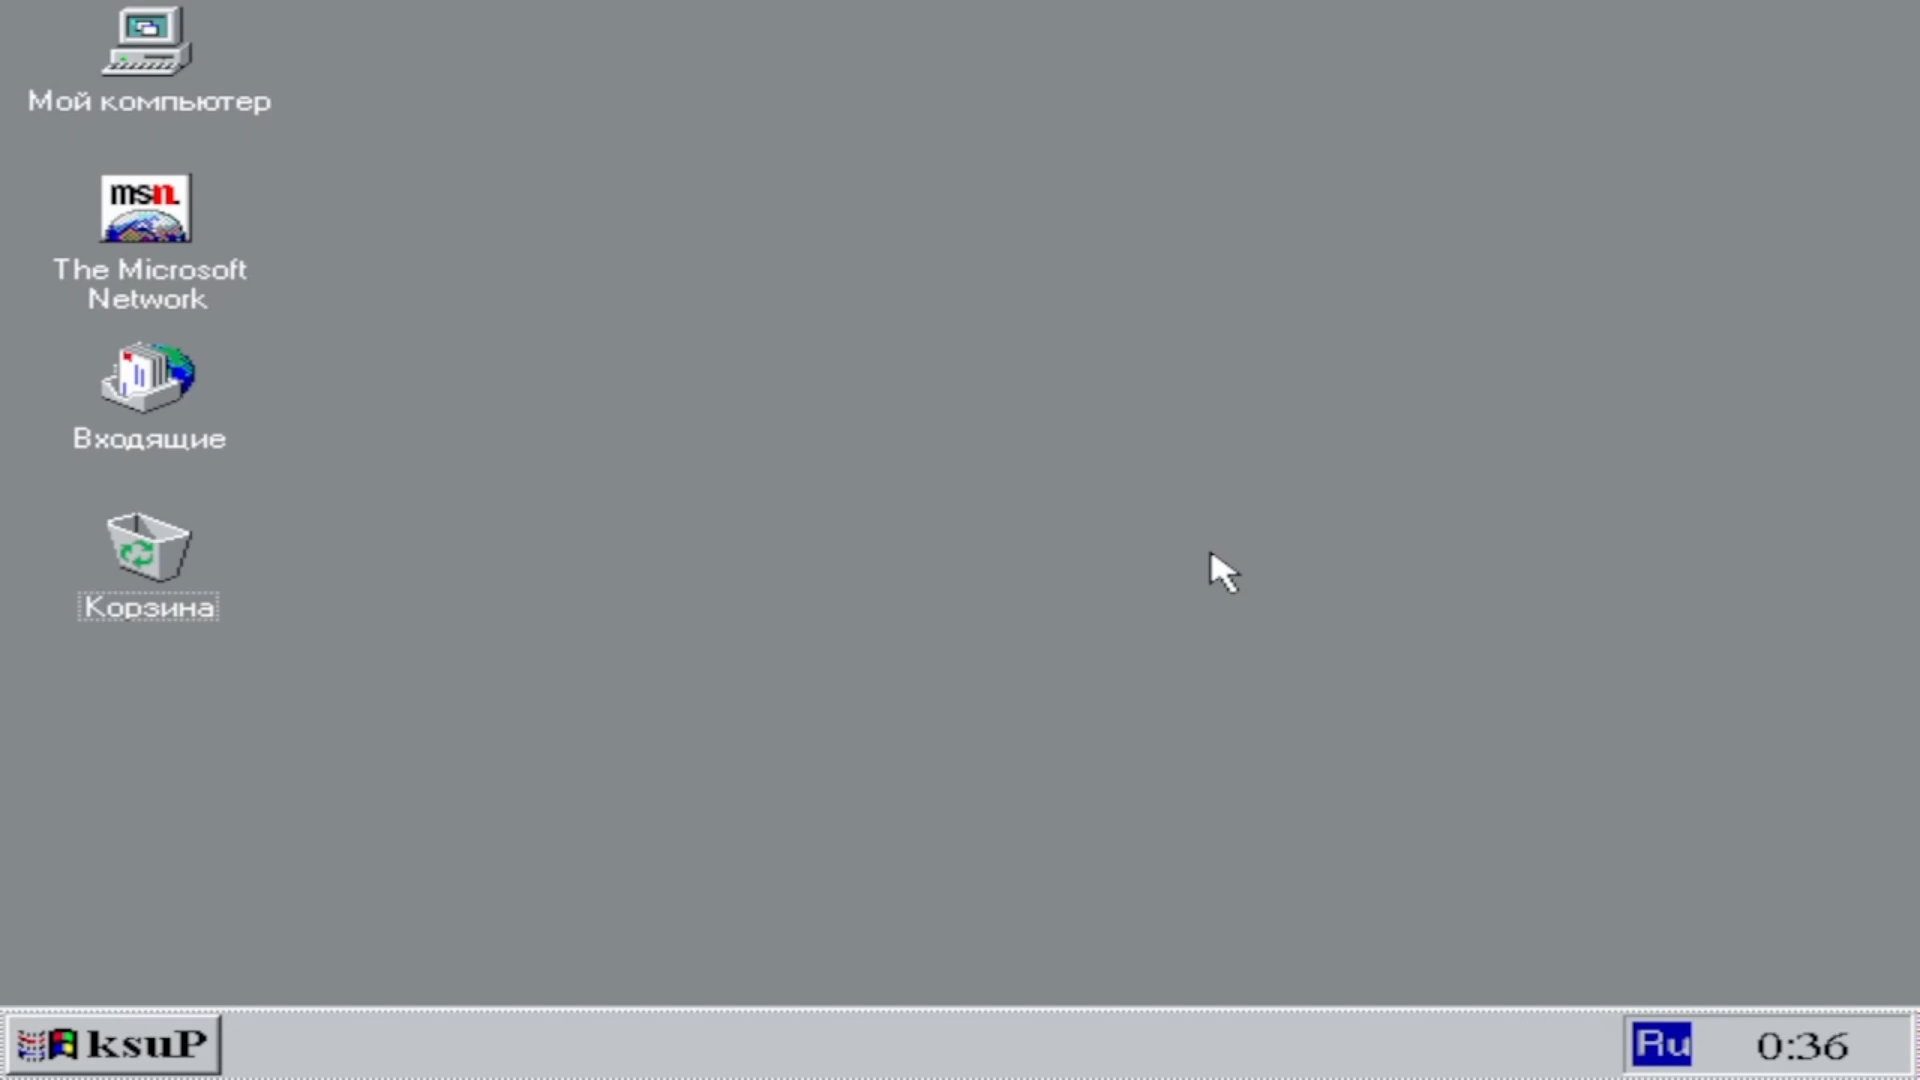 Мой компьютер
msn.
The Microsoft
Network
Входящие
Корзина
ksuP
Ru
0:36